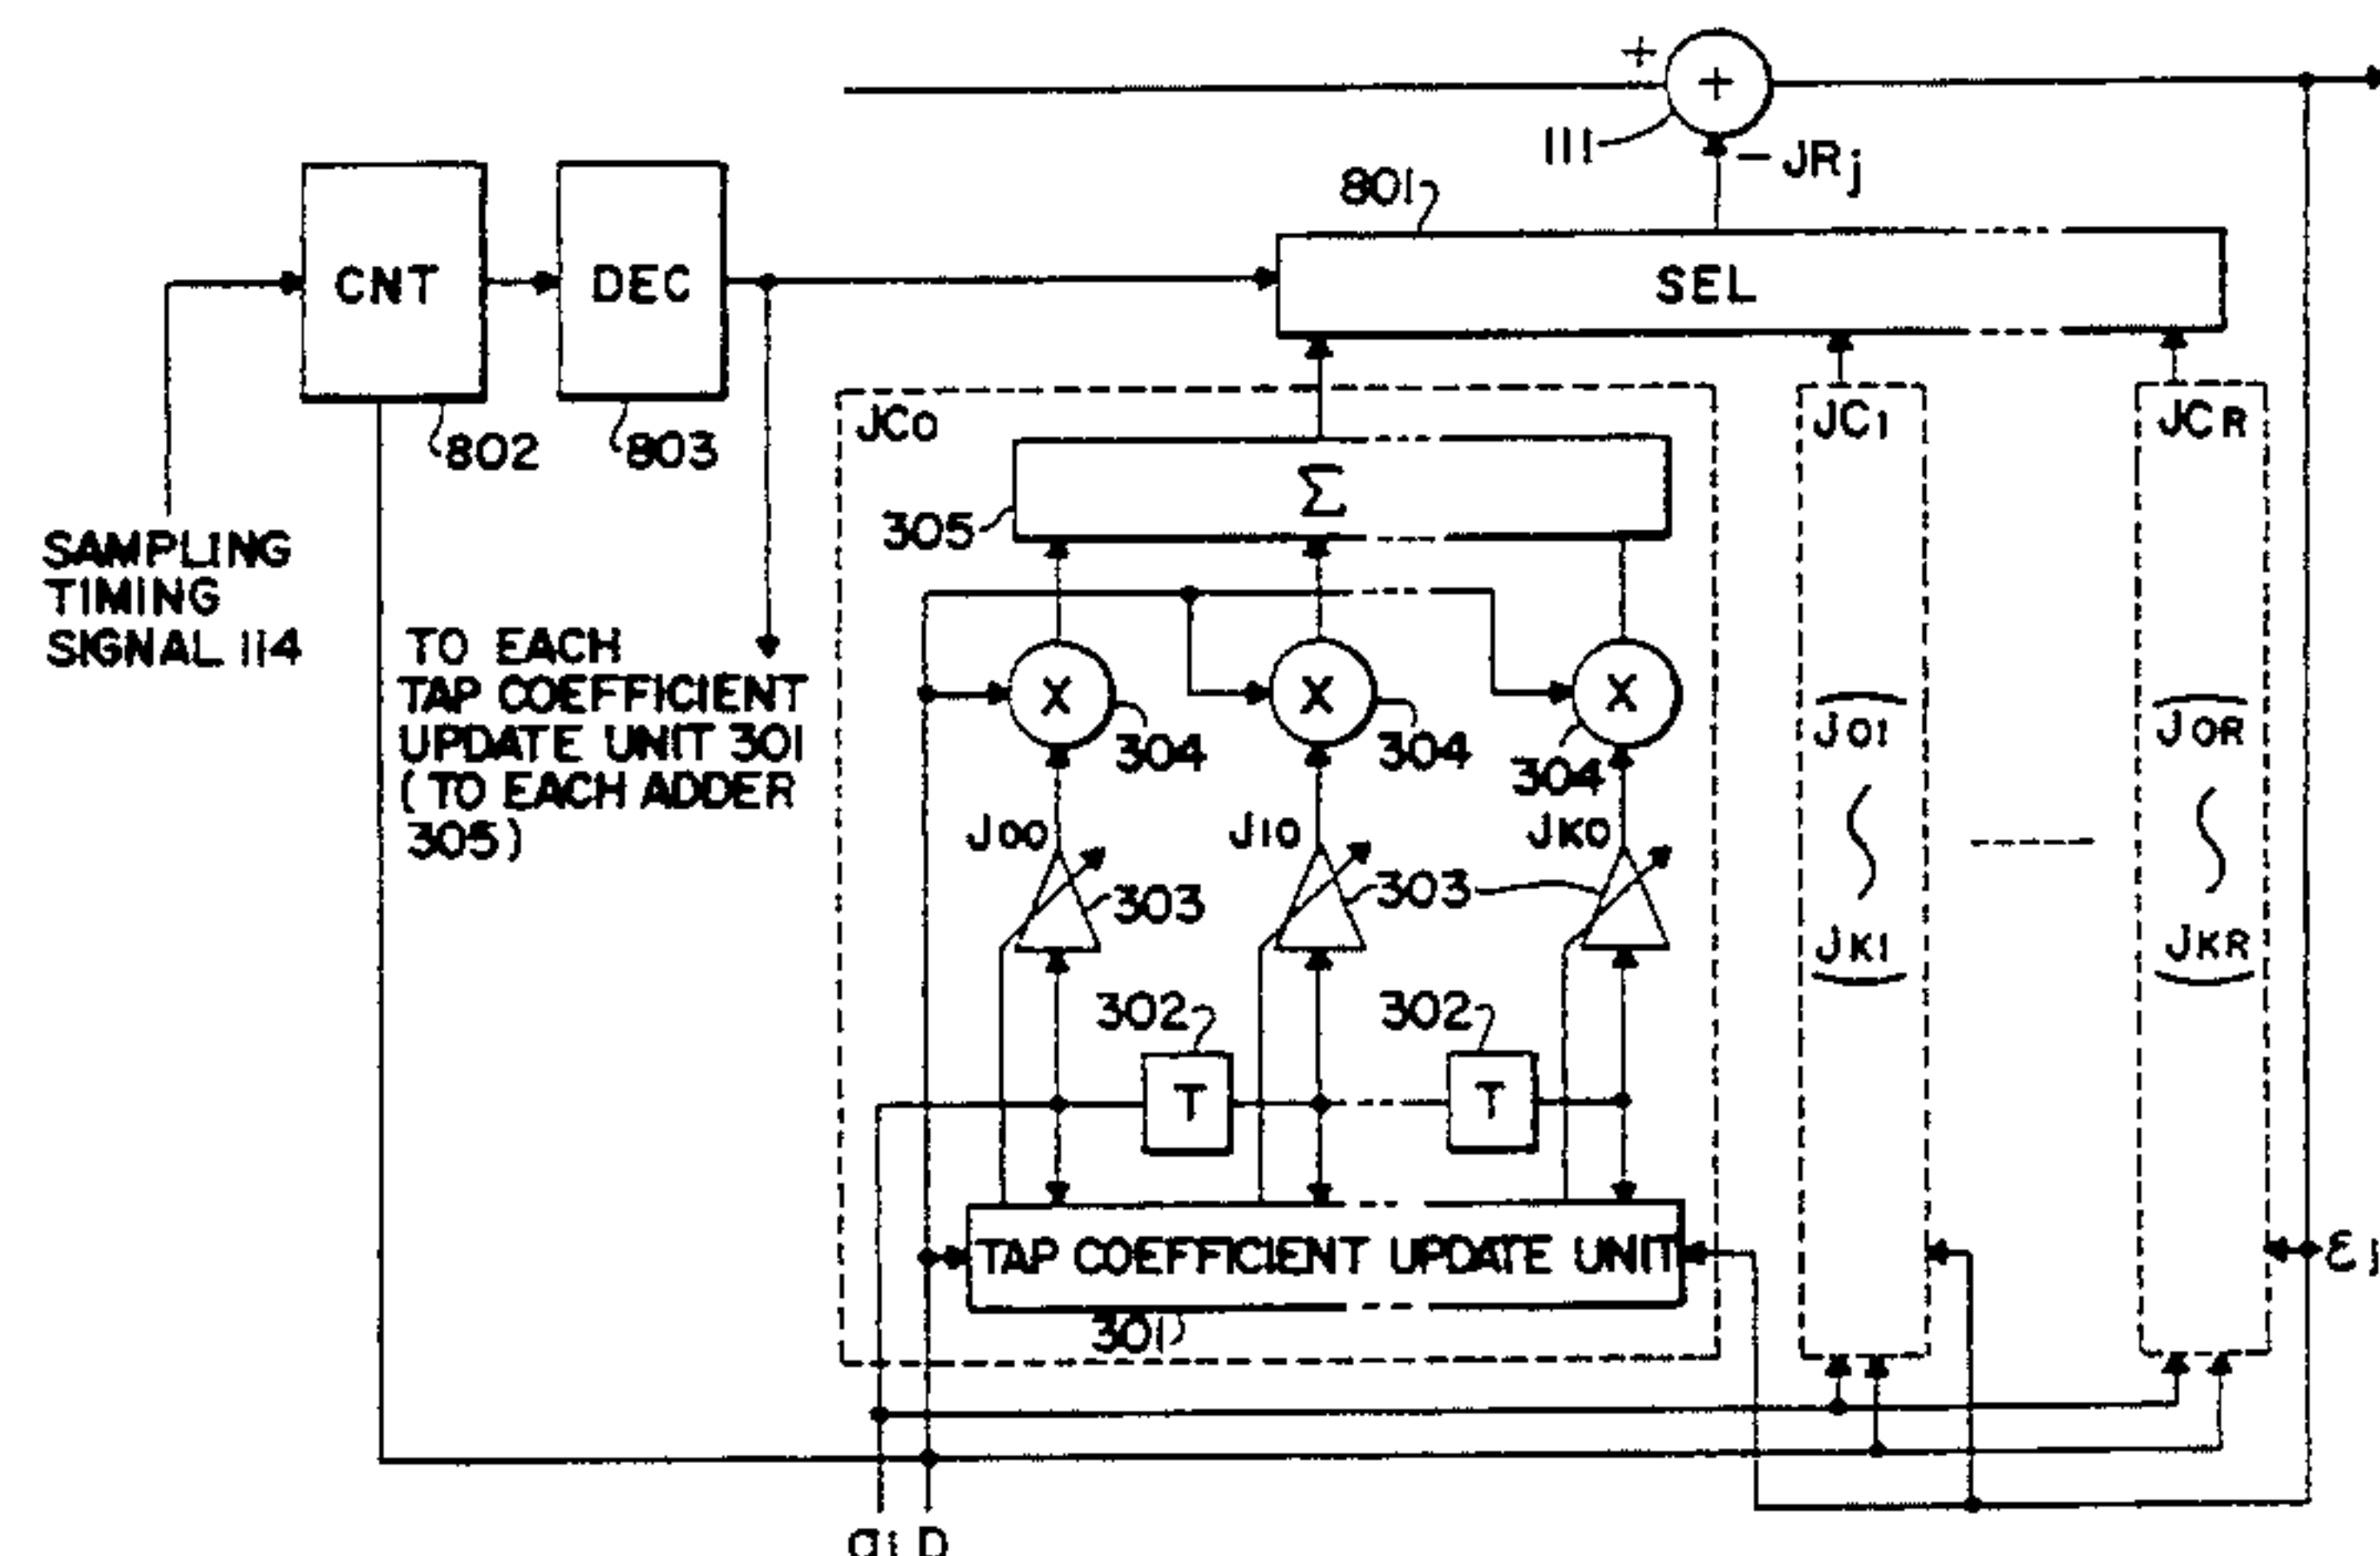 +
+
111
- JRj
801
CNT
DEC
SEL
802
803
JC0
JC1
JCR
Σ
305
SAMPLING
TIMING
SIGNAL 114
TO EACH
TAP COEFFICIENT
UPDATE UNIT 301
( TO EACH ADDER
305)
X
X
X
304
304
304
J01
J0R
J00
J10
JK0
303
303
JK1
JKR
302
302
T
T
TAP COEFFICIENT UPDATE UNIT
301
εj
ai D